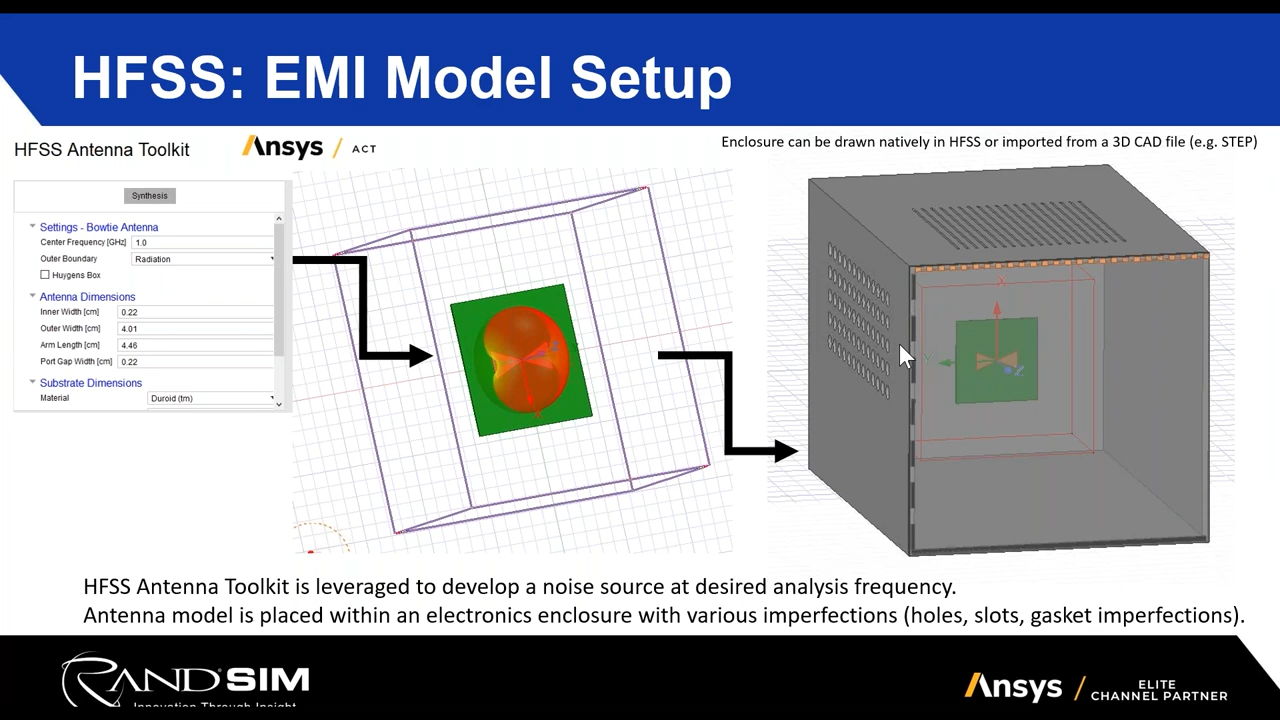 HFSS: EMI Model Setup
HFSS Antenna Toolkit
Ansys / ACT
Enclosure can be drawn natively in HFSS or imported from a 3D CAD file (e.g. STEP)
Synthesis
Settings - Bowtie Antenna
Center Frequency [GHz] 1.0
Outer Boundary Radiation
Huygens Box
Antenna Dimensions
Inner Width [cm] 0.22
Outer Width [cm] 4.01
Arm Length [cm] 4.46
Port Gap Width [cm] 0.22
Substrate Dimensions
Material Duroid (tm)
X
Y
Z
HFSS Antenna Toolkit is leveraged to develop a noise source at desired analysis frequency.
Antenna model is placed within an electronics enclosure with various imperfections (holes, slots, gasket imperfections).
RAND SIM
Innovation Through Insight
Ansys / ELITE
CHANNEL PARTNER